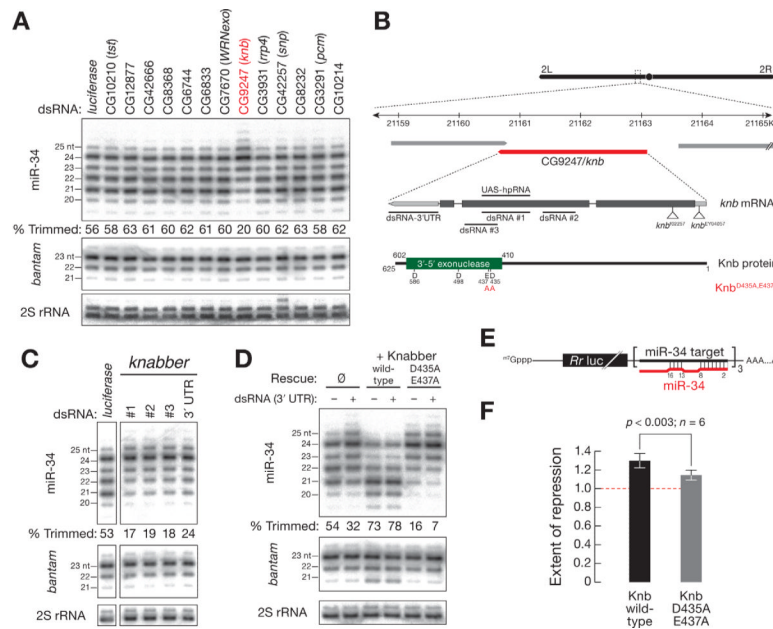 A
dsRNA:
luciferase
CG10210 (tst)
CG12877
CG42666
CG8368
CG6744
CG6833
CG7670 (WRNexo)
CG9247 (knb)
CG3931 (rrp4)
CG42257 (snp)
CG8232
CG3291 (pcm)
CG10214
miR-34
25 nt
24
23
22
21
20
% Trimmed: 56 58 63 61 60 62 61 60 20 60 62 63 58 62
bantam
23 nt
22
21
2S rRNA
B
2L 2R
21159 21160 21161 21162 21163 21164 21165K
CG9247/knb
UAS-hpRNA
knb mRNA
dsRNA-3'UTR dsRNA #1 dsRNA #2
dsRNA #3
602 410
3'-5' exonuclease
Knb protein
625 1
D D ED
586 498 437 435
AA
Knb D435A,E437
C
knabber
dsRNA:
luciferase
#1
#2
#3
3' UTR
miR-34
25 nt
24
23
22
21
20
% Trimmed: 53 17 19 18 24
bantam
23 nt
22
21
2S rRNA
D
+ Knabber
Rescue: Ø wild-type D435A E437A
dsRNA (3' UTR): – + – + – +
miR-34
25 nt
24
23
22
21
20
% Trimmed: 54 32 73 78 16 7
bantam
23 nt
22
21
2S rRNA
E
m7Gppp
Rr luc
miR-34 target
3
AAA...
16 13 8 2
miR-34
F
p < 0.003; n = 6
Extent of repression
1.4
1.2
1.0
0.8
0.6
0.4
0.2
0
Knb wild-type
Knb D435A E437A